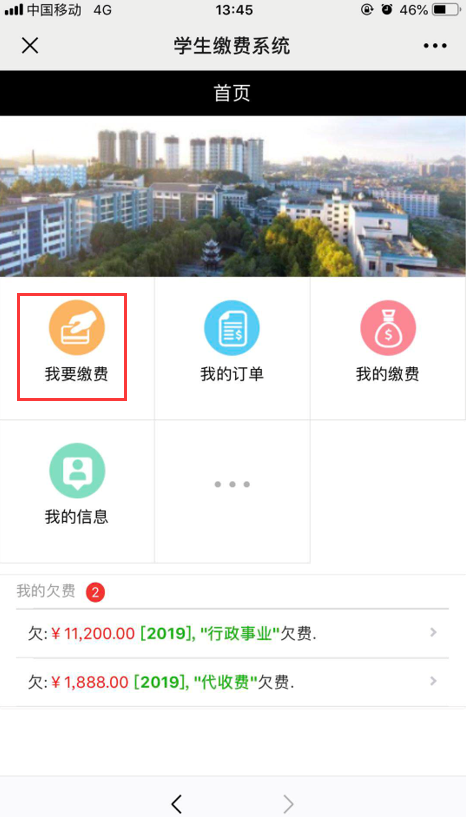 中国移动 4G 13:45 46%
学生缴费系统
首页
我要缴费 我的订单 我的缴费
我的信息
我的欠费 2
欠:￥11,200.00 [2019], "行政事业"欠费.
欠:￥1,888.00 [2019], "代收费"欠费.